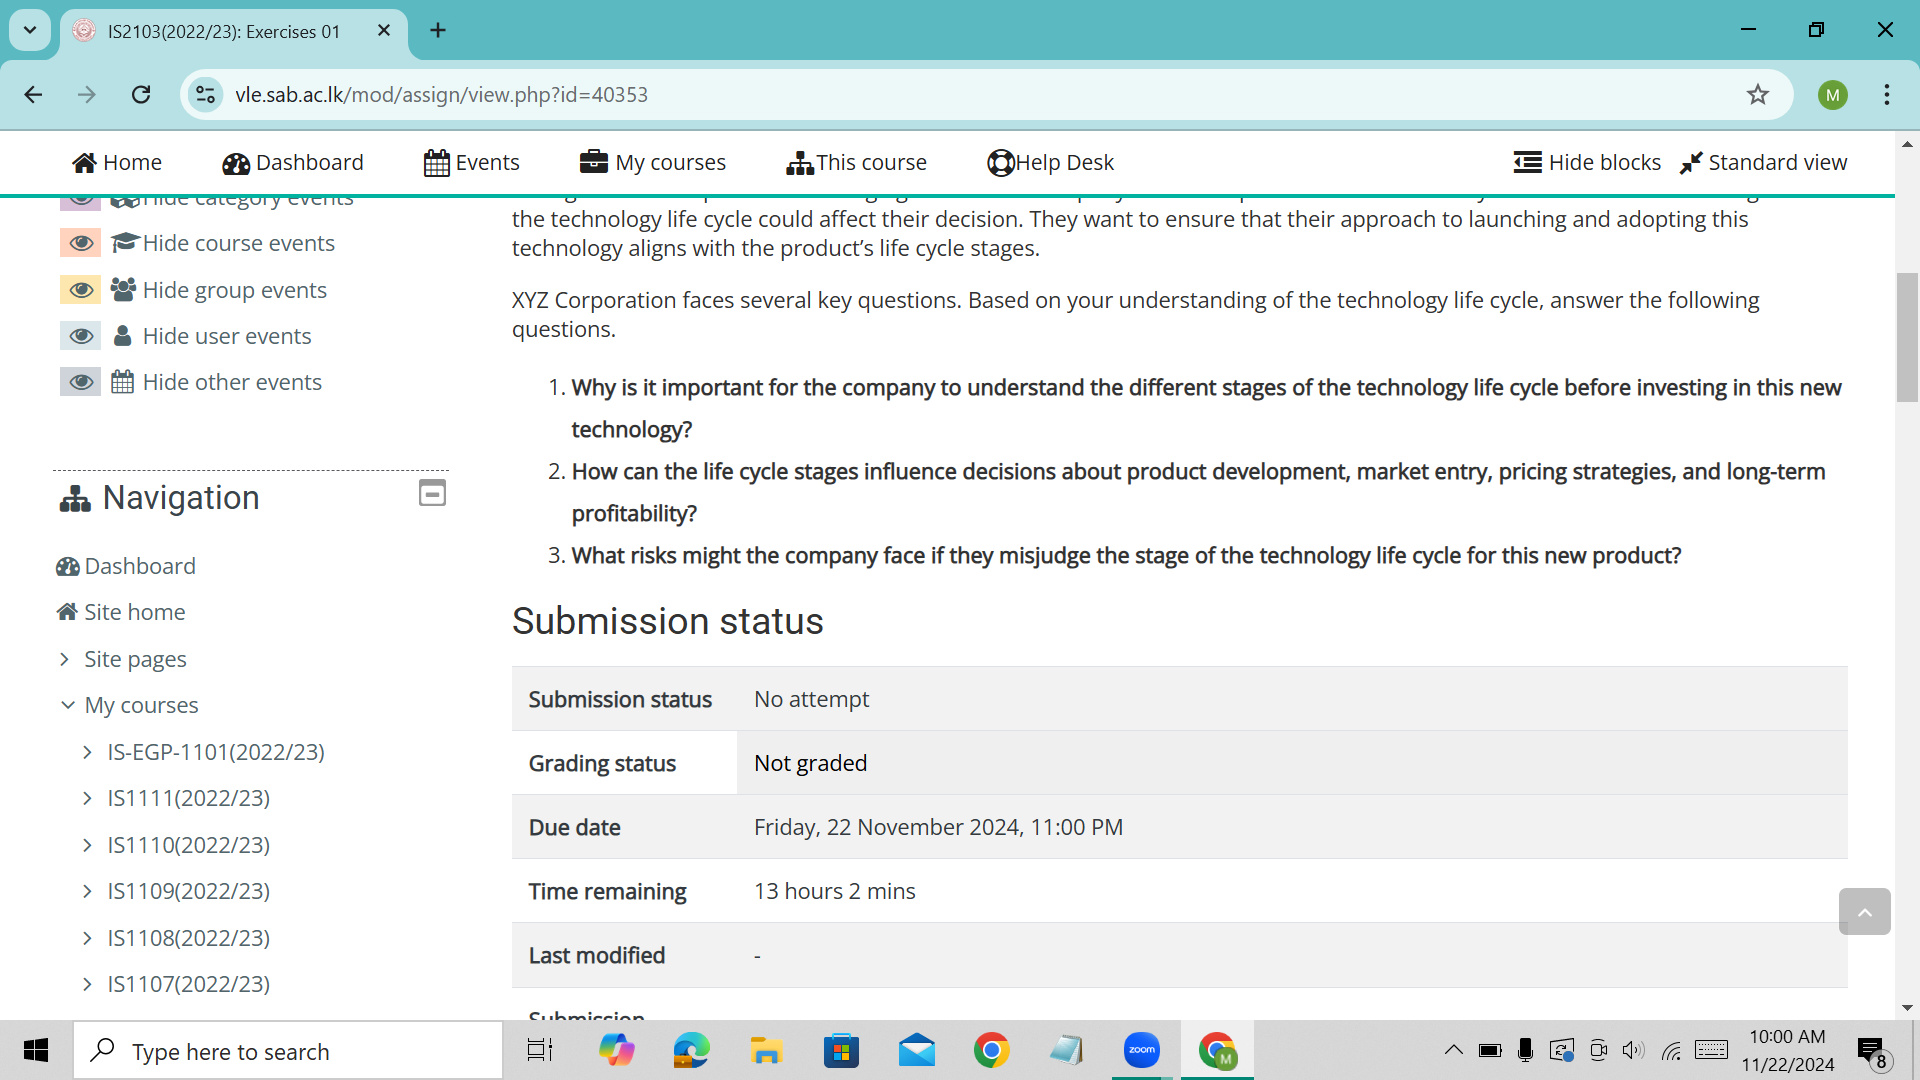 IS2103(2022/23): Exercises 01
vle.sab.ac.lk/mod/assign/view.php?id=40353
M
Home
Dashboard
Events
My courses
This course
Help Desk
Hide blocks
Standard view
Hide category events
Hide course events
Hide group events
Hide user events
Hide other events
Navigation
Dashboard
Site home
Site pages
My courses
IS-EGP-1101(2022/23)
IS1111(2022/23)
IS1110(2022/23)
IS1109(2022/23)
IS1108(2022/23)
IS1107(2022/23)
the technology life cycle could affect their decision. They want to ensure that their approach to launching and adopting this
technology aligns with the product’s life cycle stages.
XYZ Corporation faces several key questions. Based on your understanding of the technology life cycle, answer the following
questions.
1. Why is it important for the company to understand the different stages of the technology life cycle before investing in this new
technology?
2. How can the life cycle stages influence decisions about product development, market entry, pricing strategies, and long-term
profitability?
3. What risks might the company face if they misjudge the stage of the technology life cycle for this new product?
Submission status
Submission status No attempt
Grading status Not graded
Due date Friday, 22 November 2024, 11:00 PM
Time remaining 13 hours 2 mins
Last modified -
Submission
Type here to search
zoom
M
10:00 AM
11/22/2024
8